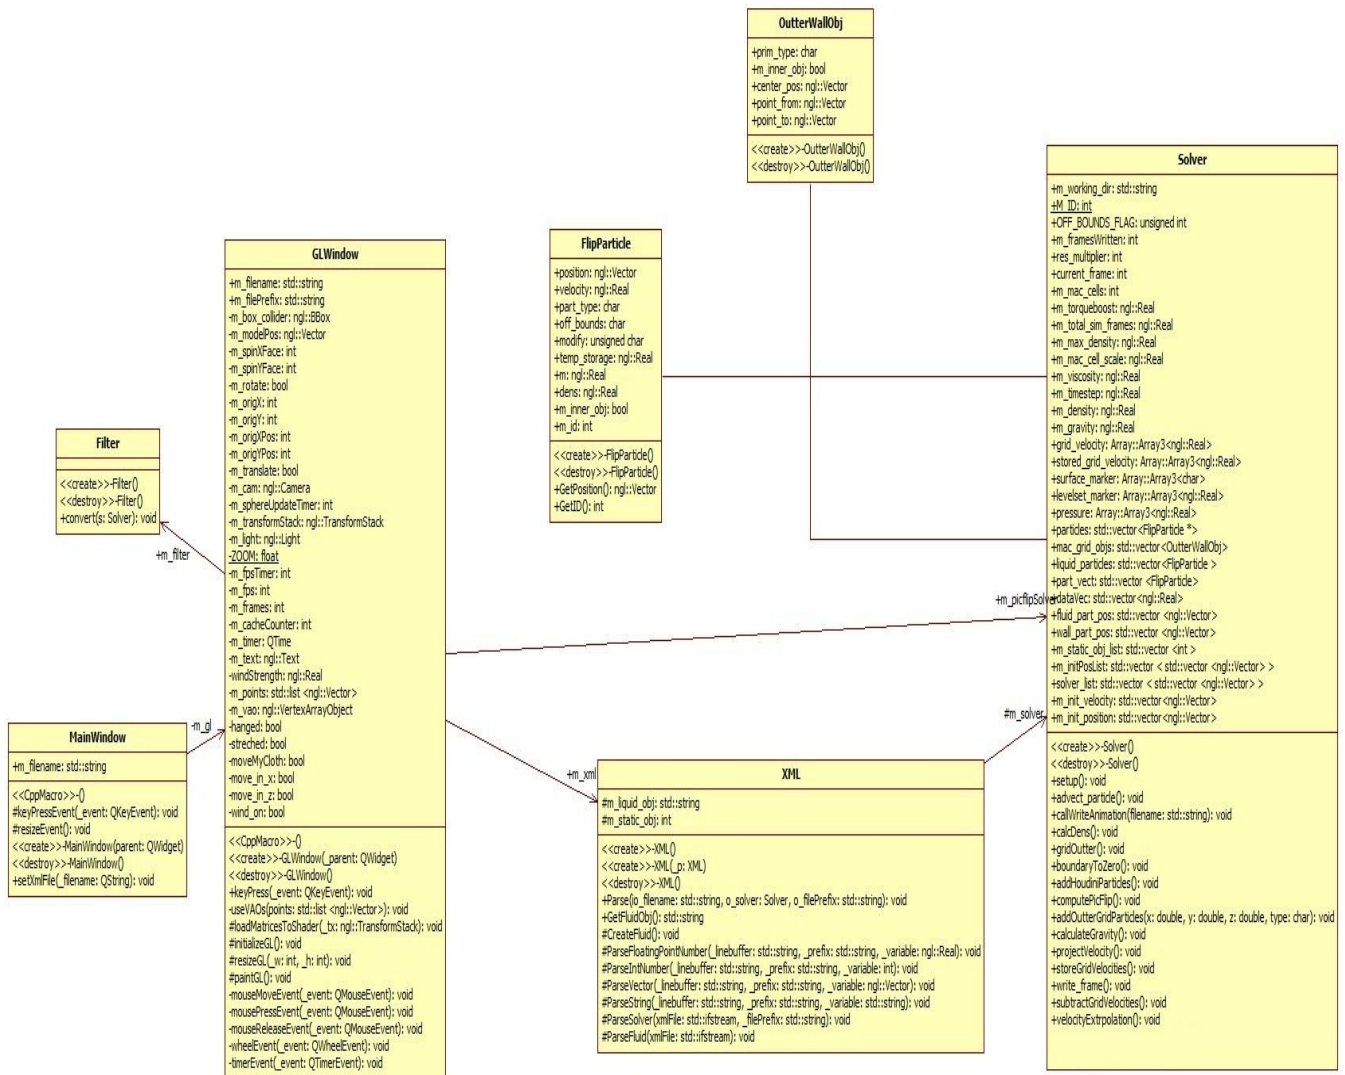 OutterWallObj
+prim_type: char
+m_inner_obj: bool
+center_pos: ngl::Vector
+point_from: ngl::Vector
+point_to: ngl::Vector
<<create>>-OutterWallObj()
<<destroy>>-OutterWallObj()
Solver
+m_working_dir: std::string
+M_ID: int
+OFF_BOUNDS_FLAG: unsigned int
+m_framesWritten: int
+res_multiplier: int
+current_frame: int
+m_mac_cells: int
+m_torqueboost: ngl::Real
+m_total_sim_frames: ngl::Real
+m_max_density: ngl::Real
+m_mac_cell_scale: ngl::Real
+m_viscosity: ngl::Real
+m_timestep: ngl::Real
+m_density: ngl::Real
+m_gravity: ngl::Real
+grid_velocity: Array::Array3<ngl::Real>
+stored_grid_velocity: Array::Array3<ngl::Real>
+surface_marker: Array::Array3<char>
+levelset_marker: Array::Array3<ngl::Real>
+pressure: Array::Array3<ngl::Real>
+particles: std::vector<FlipParticle *>
+mac_grid_objs: std::vector<OutterWallObj>
+liquid_particles: std::vector<FlipParticle >
+part_vect: std::vector <FlipParticle>
+dataVec: std::vector<ngl::Real>
+fluid_part_pos: std::vector <ngl::Vector>
+wall_part_pos: std::vector <ngl::Vector>
+m_static_obj_list: std::vector <int >
+m_initPosList: std::vector < std::vector <ngl::Vector> >
+solver_list: std::vector < std::vector <ngl::Vector> >
+m_init_velocity: std::vector<ngl::Vector>
+m_init_position: std::vector<ngl::Vector>
<<create>>-Solver()
<<destroy>>-Solver()
+setup(): void
+advect_particle(): void
+callWriteAnimation(filename: std::string): void
+calcDens(): void
+gridOutter(): void
+boundaryToZero(): void
+addHoudiniParticles(): void
+computePicFlip(): void
+addOutterGridParticles(x: double, y: double, z: double, type: char): void
+calculateGravity(): void
+projectVelocity(): void
+storeGridVelocities(): void
+write_frame(): void
+subtractGridVelocities(): void
+velocityExtrpolation(): void
FlipParticle
+position: ngl::Vector
+velocity: ngl::Real
+part_type: char
+off_bounds: char
+modify: unsigned char
+temp_storage: ngl::Real
+m: ngl::Real
+dens: ngl::Real
+m_inner_obj: bool
+m_id: int
<<create>>-FlipParticle()
<<destroy>>-FlipParticle()
+GetPosition(): ngl::Vector
+GetID(): int
GLWindow
+m_filename: std::string
+m_filePrefix: std::string
-m_box_collider: ngl::BBox
-m_modelPos: ngl::Vector
-m_spinXFace: int
-m_spinYFace: int
-m_rotate: bool
-m_origX: int
-m_origY: int
-m_origXPos: int
-m_origYPos: int
-m_translate: bool
-m_cam: ngl::Camera
-m_sphereUpdateTimer: int
-m_transformStack: ngl::TransformStack
-m_light: ngl::Light
-ZOOM: float
-m_fpsTimer: int
-m_fps: int
-m_frames: int
-m_cacheCounter: int
-m_timer: QTime
-m_text: ngl::Text
-windStrength: ngl::Real
-m_points: std::list <ngl::Vector>
-m_vao: ngl::VertexArrayObject
-hanged: bool
-streched: bool
-moveMyCloth: bool
-move_in_x: bool
-move_in_z: bool
-wind_on: bool
<<CppMacro>>-()
<<create>>-GLWindow(_parent: QWidget)
<<destroy>>-GLWindow()
+keyPress(_event: QKeyEvent): void
-useVAOs(points: std::list <ngl::Vector>): void
#loadMatricesToShader(_tx: ngl::TransformStack): void
#initializeGL(): void
#resizeGL(_w: int, _h: int): void
#paintGL(): void
-mouseMoveEvent(_event: QMouseEvent): void
-mousePressEvent(_event: QMouseEvent): void
-mouseReleaseEvent(_event: QMouseEvent): void
-wheelEvent(_event: QWheelEvent): void
-timerEvent(_event: QTimerEvent): void
Filter
<<create>>-Filter()
<<destroy>>-Filter()
+convert(s: Solver): void
+m_filter
+m_picflipSolver
#m_solver
-m_gl
+m_xml
MainWindow
+m_filename: std::string
<<CppMacro>>-()
#keyPressEvent(_event: QKeyEvent): void
#resizeEvent(): void
<<create>>-MainWindow(parent: QWidget)
<<destroy>>-MainWindow()
+setXmlFile(_filename: QString): void
XML
#m_liquid_obj: std::string
#m_static_obj: int
<<create>>-XML()
<<create>>-XML(_p: XML)
<<destroy>>-XML()
+Parse(io_filename: std::string, o_solver: Solver, o_filePrefix: std::string): void
+GetFluidObj(): std::string
#CreateFluid(): void
#ParseFloatingPointNumber(_linebuffer: std::string, _prefix: std::string, _variable: ngl::Real): void
#ParseIntNumber(_linebuffer: std::string, _prefix: std::string, _variable: int): void
#ParseVector(_linebuffer: std::string, _prefix: std::string, _variable: ngl::Vector): void
#ParseString(_linebuffer: std::string, _prefix: std::string, _variable: std::string): void
#ParseSolver(xmlFile: std::ifstream, _filePrefix: std::string): void
#ParseFluid(xmlFile: std::ifstream): void